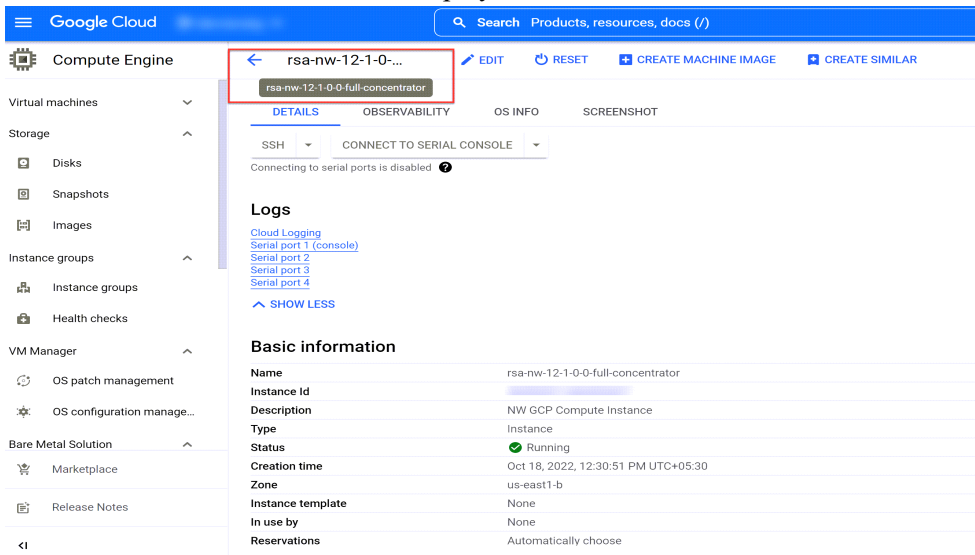 Google Cloud
Search Products, resources, docs (/)
Compute Engine
rsa-nw-12-1-0-...
EDIT
RESET
CREATE MACHINE IMAGE
CREATE SIMILAR
rsa-nw-12-1-0-0-full-concentrator
Virtual machines
Storage
Disks
Snapshots
Images
Instance groups
Instance groups
Health checks
VM Manager
OS patch management
OS configuration manage...
Bare Metal Solution
Marketplace
Release Notes
DETAILS OBSERVABILITY OS INFO SCREENSHOT
SSH CONNECT TO SERIAL CONSOLE
Connecting to serial ports is disabled ?
Logs
Cloud Logging
Serial port 1 (console)
Serial port 2
Serial port 3
Serial port 4
SHOW LESS
Basic information
Name rsa-nw-12-1-0-0-full-concentrator
Instance Id
Description NW GCP Compute Instance
Type Instance
Status Running
Creation time Oct 18, 2022, 12:30:51 PM UTC+05:30
Zone us-east1-b
Instance template None
In use by None
Reservations Automatically choose